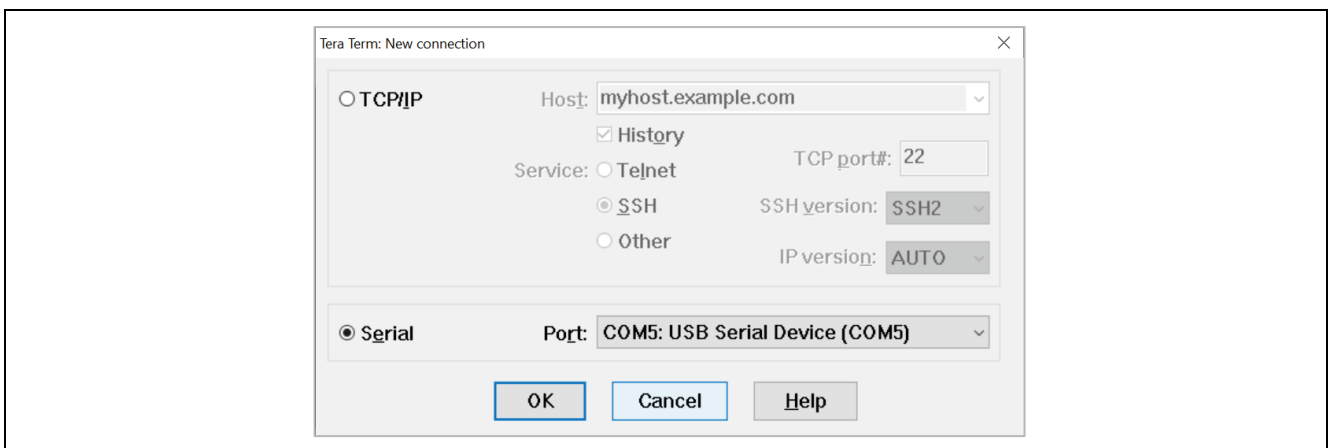 Tera Term: New connection
TCP/IP Host: myhost.example.com
History
Service: Telnet TCP port#: 22
SSH SSH version: SSH2
Other IP version: AUTO
Serial Port: COM5: USB Serial Device (COM5)
OK Cancel Help